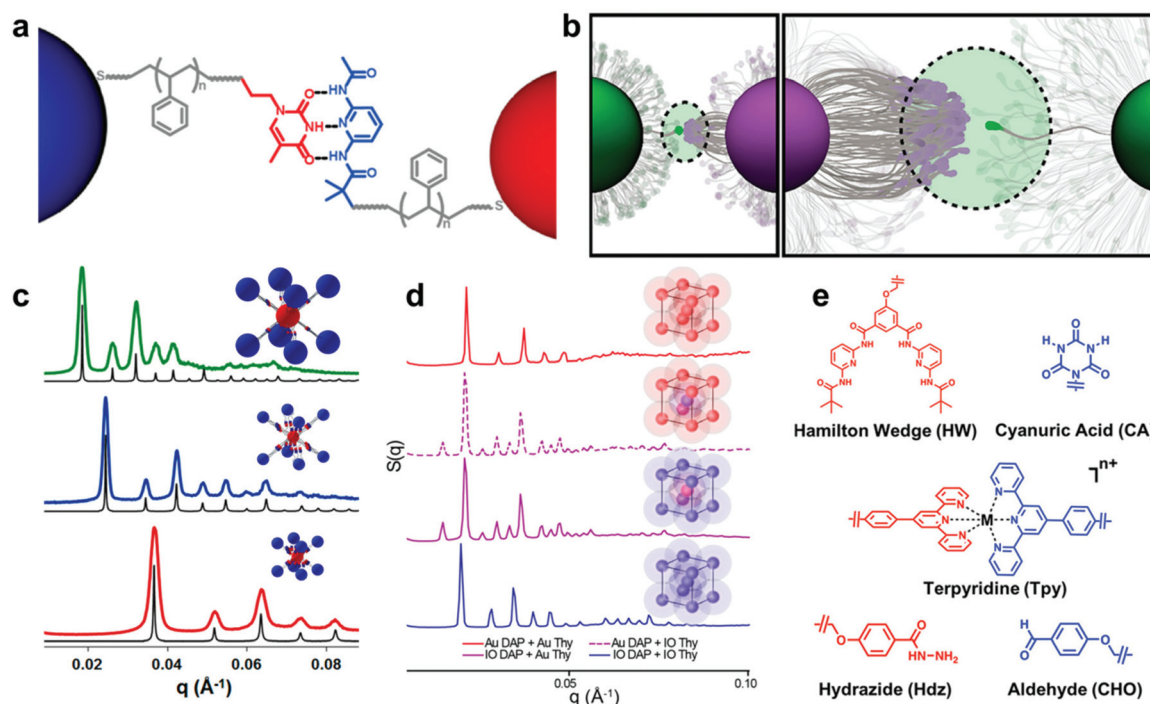 a
S
n
O
HN
N
O
NH
N
O
HN
O
n
S
b
c
0.02
0.04
0.06
0.08
q (Å⁻¹)
d
S(q)
Au DAP + Au Thy
Au DAP + IO Thy
IO DAP + Au Thy
IO DAP + IO Thy
0.05
0.10
q (Å⁻¹)
e
O
O
O
NH
HN
N
N
NH
HN
O
O
Hamilton Wedge (HW)
O
H
N
N
H
O
N
O
Cyanuric Acid (CA
n+
N
N
N
M
N
N
N
Terpyridine (Tpy)
O
O
HN-NH₂
Hydrazide (Hdz)
H
O
O
Aldehyde (CHO)